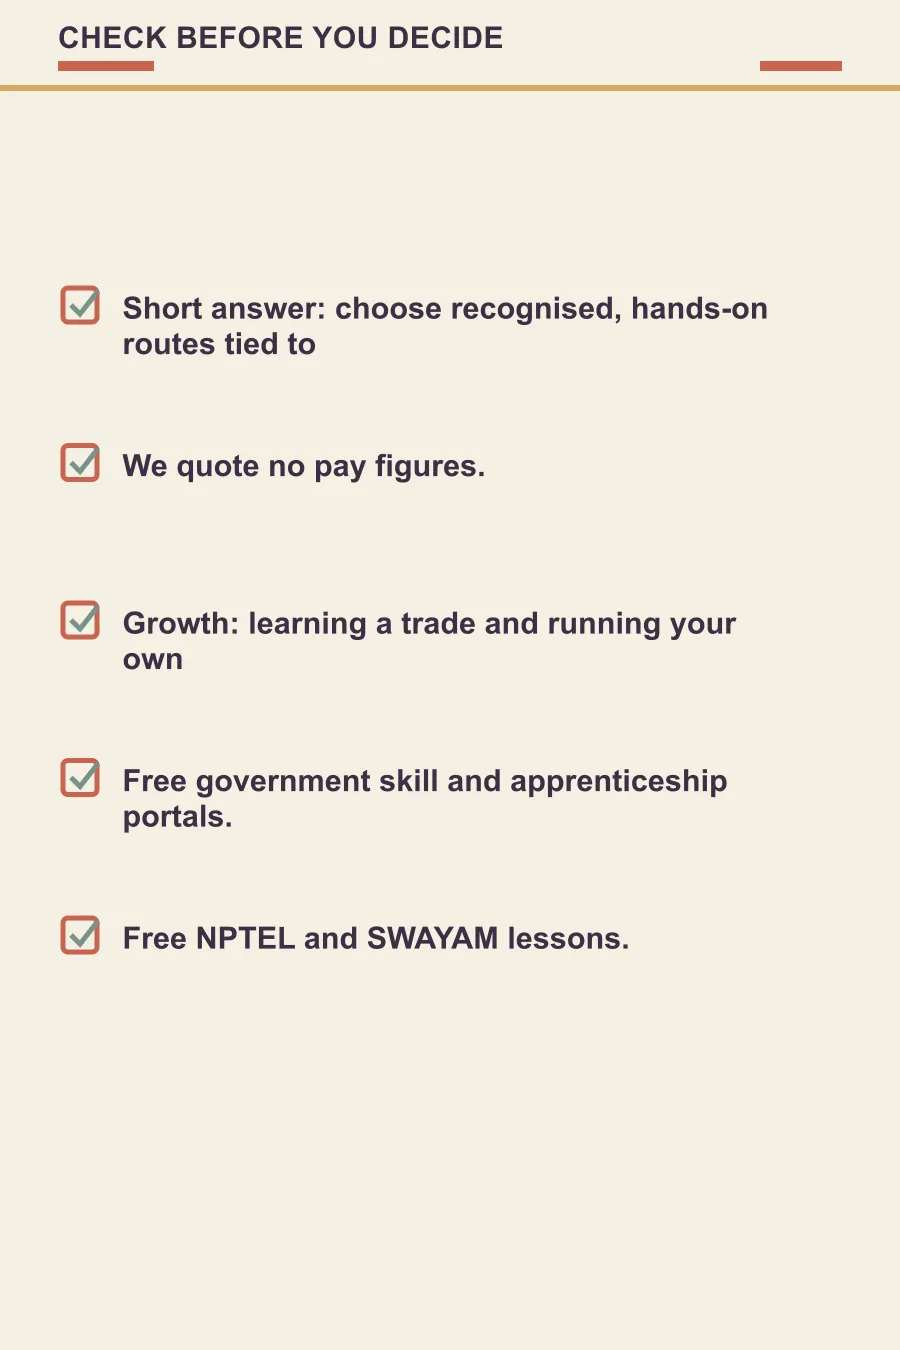 CHECK BEFORE YOU DECIDE
Short answer: choose recognised, hands-on
routes tied to
We quote no pay figures.
Growth: learning a trade and running your
own
Free government skill and apprenticeship
portals.
Free NPTEL and SWAYAM lessons.